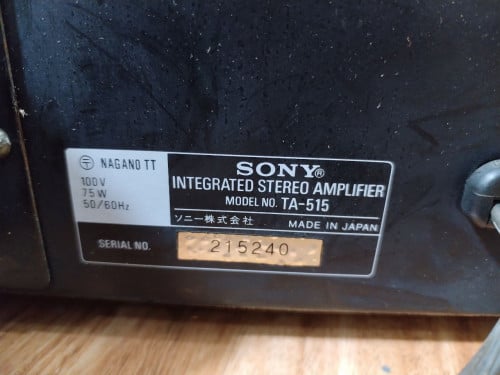 〒 NAGANO TT
100V
75W
50/60Hz
SONY®
INTEGRATED STEREO AMPLIFIER
MODEL NO. TA-515
ソニー株式会社 MADE IN JAPAN
SERIAL NO. 215240